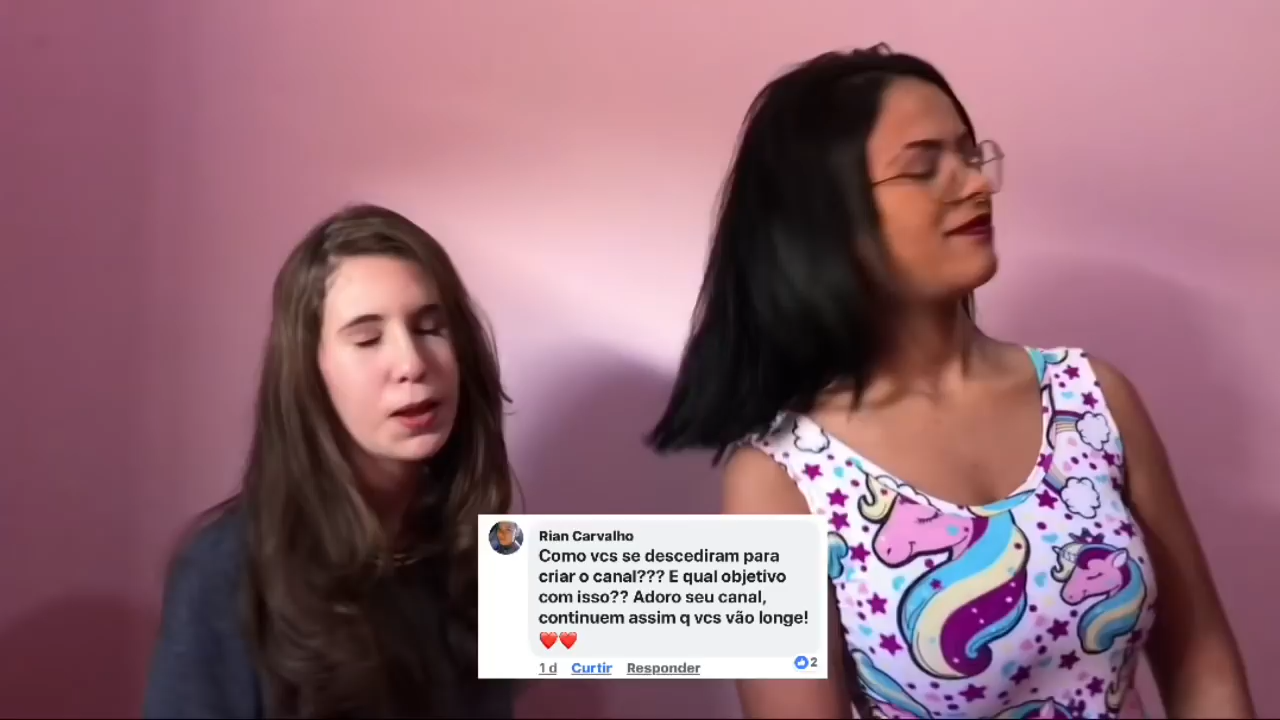 Rian Carvalho
Como vcs se descediram para
criar o canal??? E qual objetivo
com isso?? Adoro seu canal,
continuem assim q vcs vão longe!
❤️❤️
1 d Curtir Responder 2